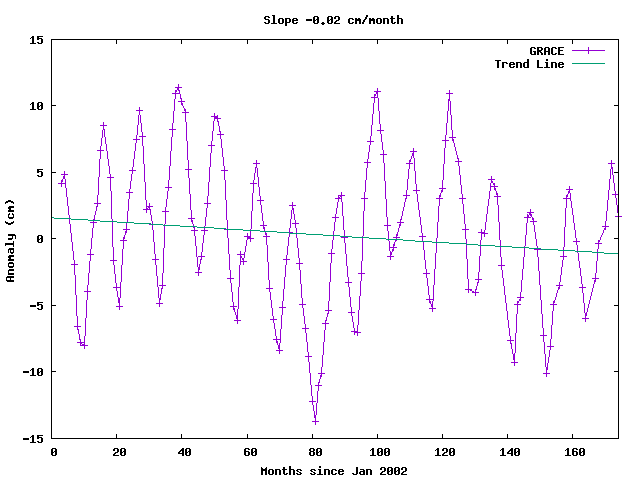 Slope -0.02 cm/month
GRACE
Trend Line
15
10
5
0
-5
-10
-15
Anomaly (cm)
0 20 40 60 80 100 120 140 160
Months since Jan 2002